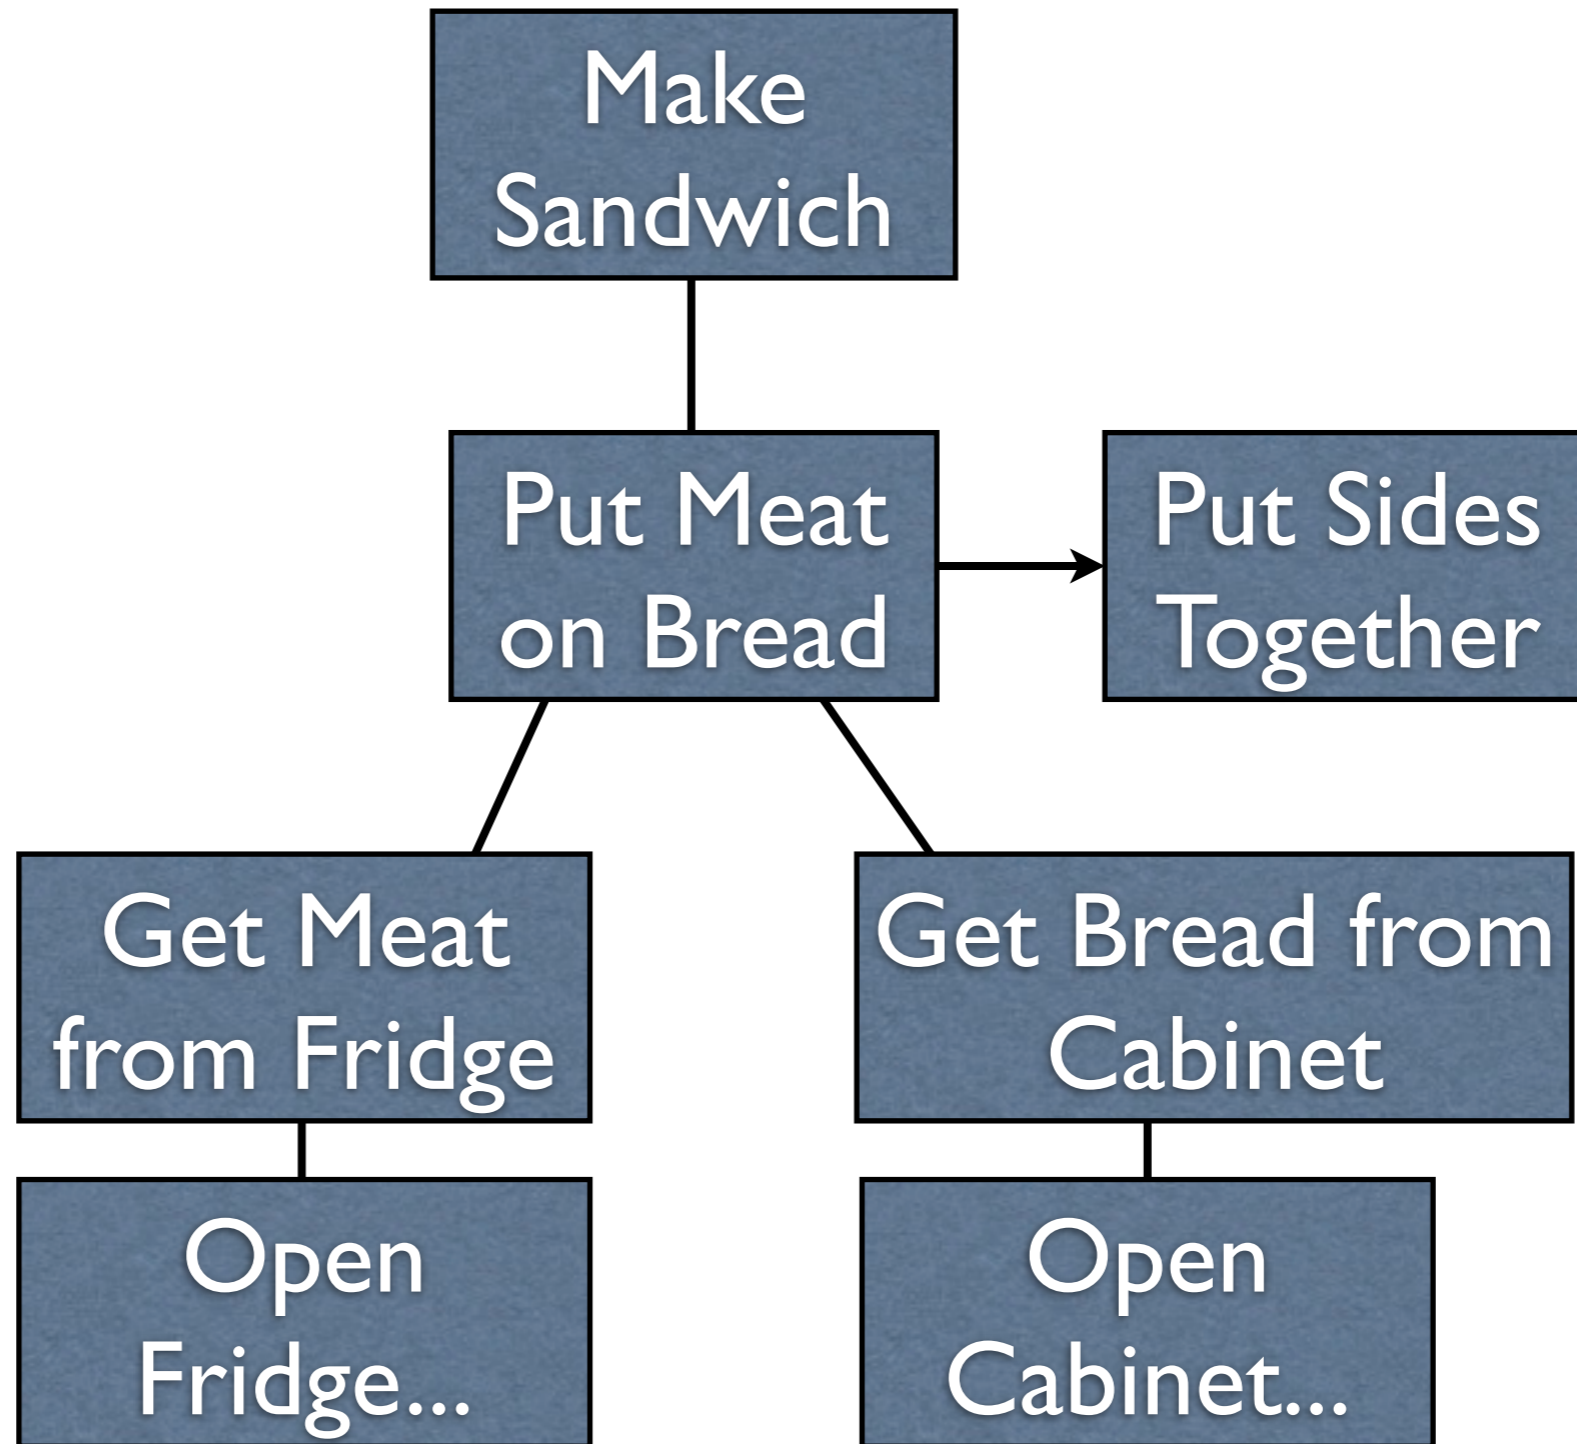 Make
Sandwich
Put Meat
on Bread
Put Sides
Together
Get Meat
from Fridge
Get Bread from
Cabinet
Open
Fridge...
Open
Cabinet...